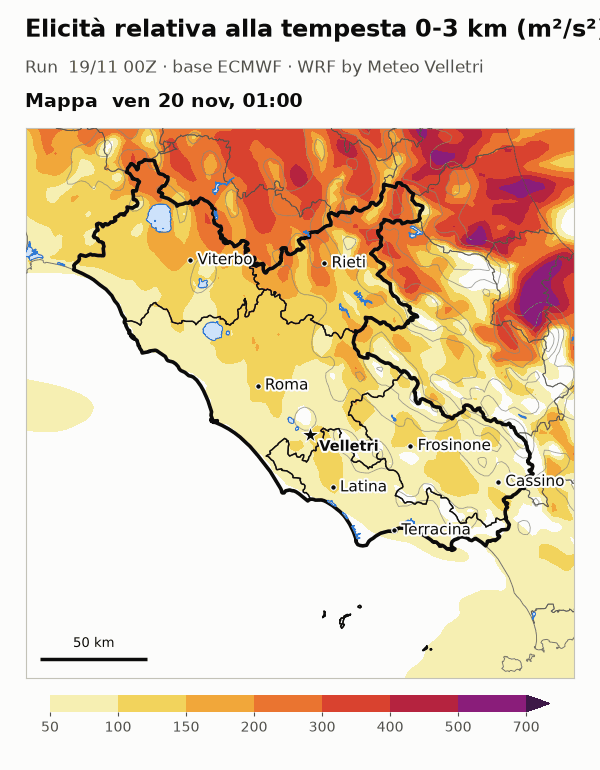 Elicità relativa alla tempesta 0-3 km (m²/s²)
Run 19/11 00Z · base ECMWF · WRF by Meteo Velletri
Mappa ven 20 nov, 01:00
Viterbo
Rieti
Roma
Velletri
Frosinone
Cassino
Latina
Terracina
50 km
50 100 150 200 300 400 500 700